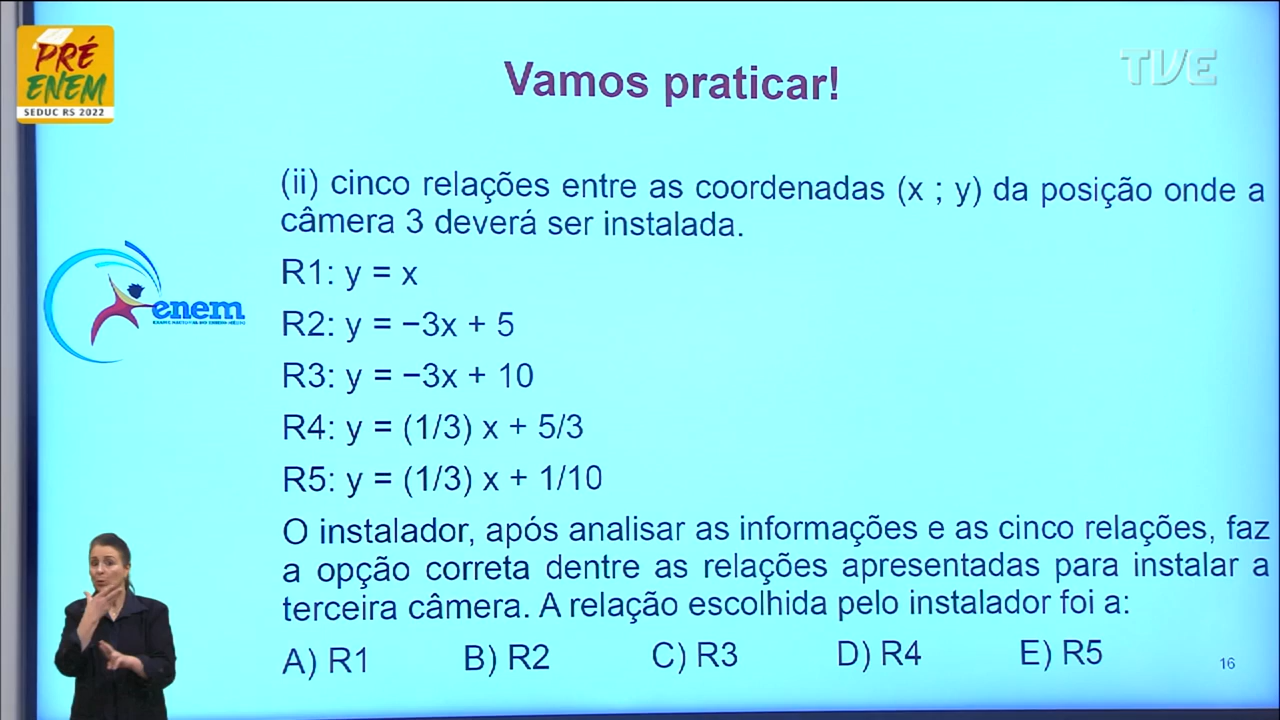 PRÉ
ENEM
SEDUC RS 2022
TVE
Vamos praticar!
(ii) cinco relações entre as coordenadas (x ; y) da posição onde a
câmera 3 deverá ser instalada.
R1: y = x
enem
R2: y = −3x + 5
R3: y = −3x + 10
R4: y = (1/3) x + 5/3
R5: y = (1/3) x + 1/10
O instalador, após analisar as informações e as cinco relações, faz
a opção correta dentre as relações apresentadas para instalar a
terceira câmera. A relação escolhida pelo instalador foi a:
A) R1 B) R2 C) R3 D) R4 E) R5
16